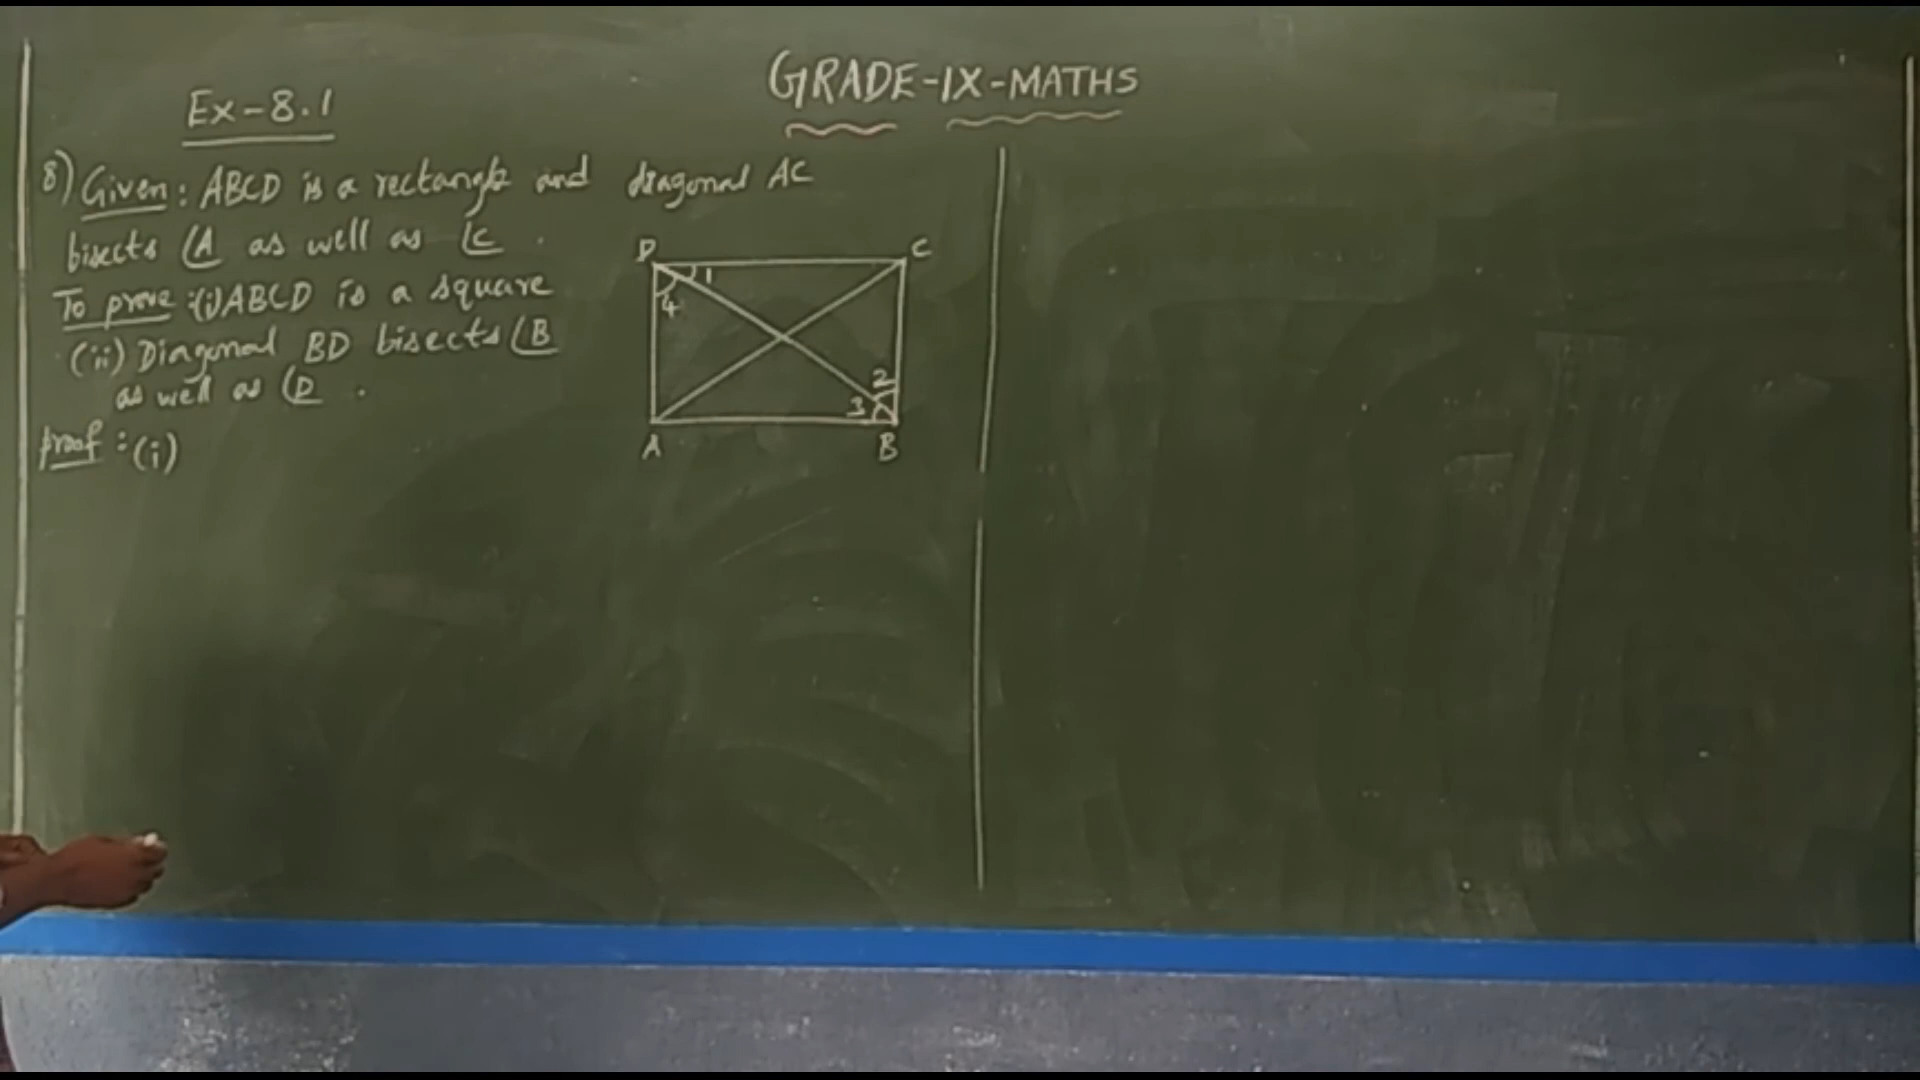 GRADE-IX-MATHS
Ex-8.1
8) Given: ABCD is a rectangle and diagonal AC
bisects ∠A as well as ∠C.
To prove:(i)ABCD is a square
(ii) Diagonal BD bisects ∠B
as well as ∠D.
proof:(i)
D C
1
4
2
3
A B